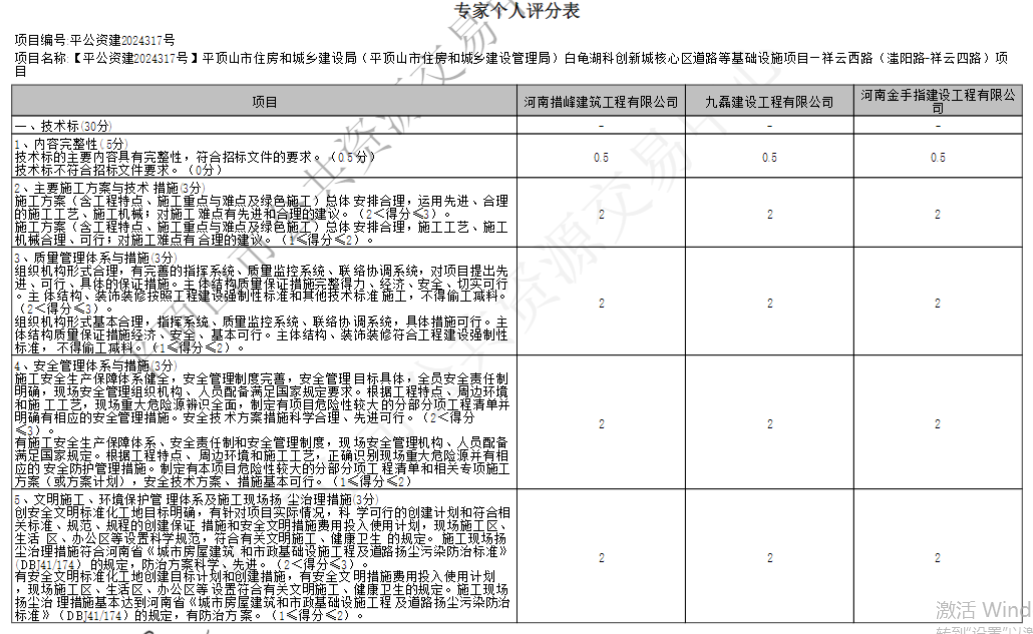 专家个人评分表
项目编号:平公资建2024317号
项目名称:【平公资建2024317号】平顶山市住房和城乡建设局（平顶山市住房和城乡建设管理局）白龟湖科创新城核心区道路等基础设施项目—祥云西路（滍阳路-祥云四路）项
目
项目
河南措峰建筑工程有限公司
九磊建设工程有限公司
河南金手指建设工程有限公
司
一、技术标(30分)
-
-
-
1、内容完整性(5分)
技术标的主要内容具有完整性，符合招标文件的要求。（0.5分）
技术标不符合招标文件要求。（0分）
0.5
0.5
0.5
2、主要施工方案与技术 措施(3分)
施工方案（含工程特点、施工重点与难点及绿色施工）总体安排合理，运用先进、合理
的施工工艺、施工机械；对施工难点有先进和合理的建议。（2＜得分≤3）。
施工方案（含工程特点、施工重点与难点及绿色施工）总体安排合理，施工工艺、施工
机械合理、可行；对施工难点有合理的建议。（1≤得分≤2）。
2
2
2
3、质量管理体系与措施(3分)
组织机构形式合理，有完善的指挥系统、质量监控系统、联络协调系统，对项目提出先
进、可行、具体的保证措施。主体结构质量保证措施完整得力、经济、安全、切实可行
。主体结构、装饰装修按照工程建设强制性标准和其他技术标准施工，不得偷工减料。
（2＜得分≤3）。
组织机构形式基本合理，指挥系统、质量监控系统、联络协调系统，具体措施可行。主
体结构质量保证措施经济、安全、基本可行。主体结构、装饰装修符合工程建设强制性
标准，不得偷工减料。（1≤得分≤2）。
2
2
2
4、安全管理体系与措施(3分)
施工安全生产保障体系健全，安全管理制度完善，安全管理目标具体，全员安全责任制
明确，现场安全管理组织机构、人员配备满足国家规定要求。根据工程特点、周边环境
和施工工艺，现场重大危险源辨识全面，制定有项目危险性较大的分部分项工程清单并
明确有相应的安全管理措施。安全技术方案措施科学合理、先进可行。（2＜得分
≤3）。
有施工安全生产保障体系、安全责任制和安全管理制度，现场安全管理机构、人员配备
满足国家规定。根据工程特点、周边环境和施工工艺，正确识别现场重大危险源并有相
应的安全防护管理措施。制定有本项目危险性较大的分部分项工程清单和相关专项施工
方案（或方案计划），安全技术方案、措施基本可行。（1≤得分≤2）
2
2
2
5、文明施工、环境保护管 理体系及施工现场扬 尘治理措施(3分)
创安全文明标准化工地目标明确，有针对项目实际情况，科 学可行的创建计划和符合相
关标准、规范、规程的创建保证 措施和安全文明措施费用投入使用计划，现场施工区、
生活 区、办公区等设置科学规范，符合有关文明施工、健康卫生 的规定。 施工现场扬
尘治理措施符合河南省《城市房屋建筑 和市政基础设施工程及道路扬尘污染防治标准》
（DBJ41/174）的规定，防治方案科学、先进。（2＜得分≤3）。
有安全文明标准化工地创建目标计划和创建措施，有安全文明措施费用投入使用计划
，现场施工区、生活区、办公区等设置符合有关文明施工、健康卫生的规定。施工现场
扬尘治 理措施基本达到河南省《城市房屋建筑和市政基础设施工程 及道路扬尘污染防治
标准》（DBJ41/174）的规定，有防治方案。（1≤得分≤2）。
2
2
2
激活 Wind